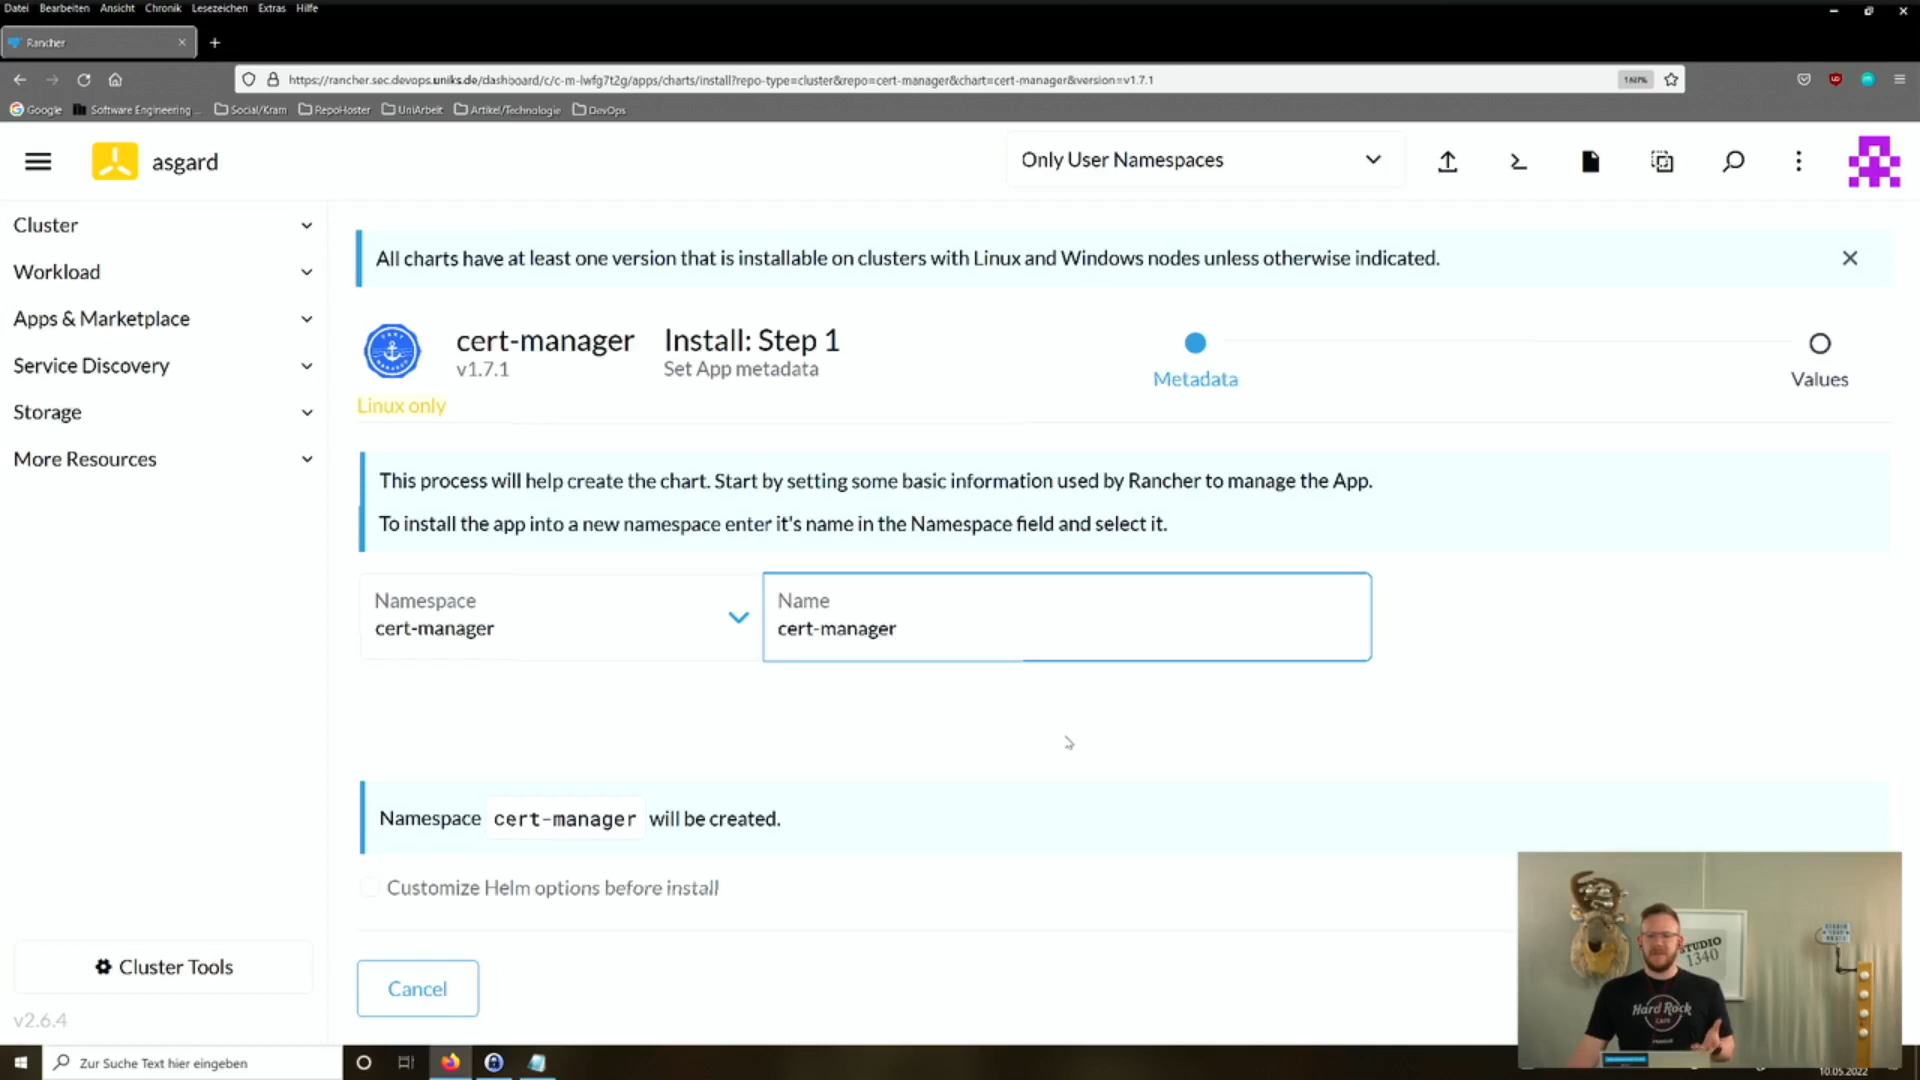 Datei Bearbeiten Ansicht Chronik Lesezeichen Extras Hilfe
Rancher
https://rancher.sec.devops.uniks.de/dashboard/c/c-m-lwfg7t2g/apps/charts/install?repo-type=cluster&repo=cert-manager&chart=cert-manager&version=v1.7.1
160%
Google Software Engineering... Social/Kram RepoHoster UniArbeit Artikel/Technologie DevOps
asgard
Only User Namespaces
Cluster
Workload
Apps & Marketplace
Service Discovery
Storage
More Resources
All charts have at least one version that is installable on clusters with Linux and Windows nodes unless otherwise indicated.
cert-manager
v1.7.1
Linux only
Install: Step 1
Set App metadata
Metadata
Values
This process will help create the chart. Start by setting some basic information used by Rancher to manage the App.
To install the app into a new namespace enter it's name in the Namespace field and select it.
Namespace
cert-manager
Name
cert-manager
Namespace cert-manager will be created.
Customize Helm options before install
Cancel
Cluster Tools
v2.6.4
STUDIO
1340
Hard Rock
CAFE
Zur Suche Text hier eingeben
10.05.2022